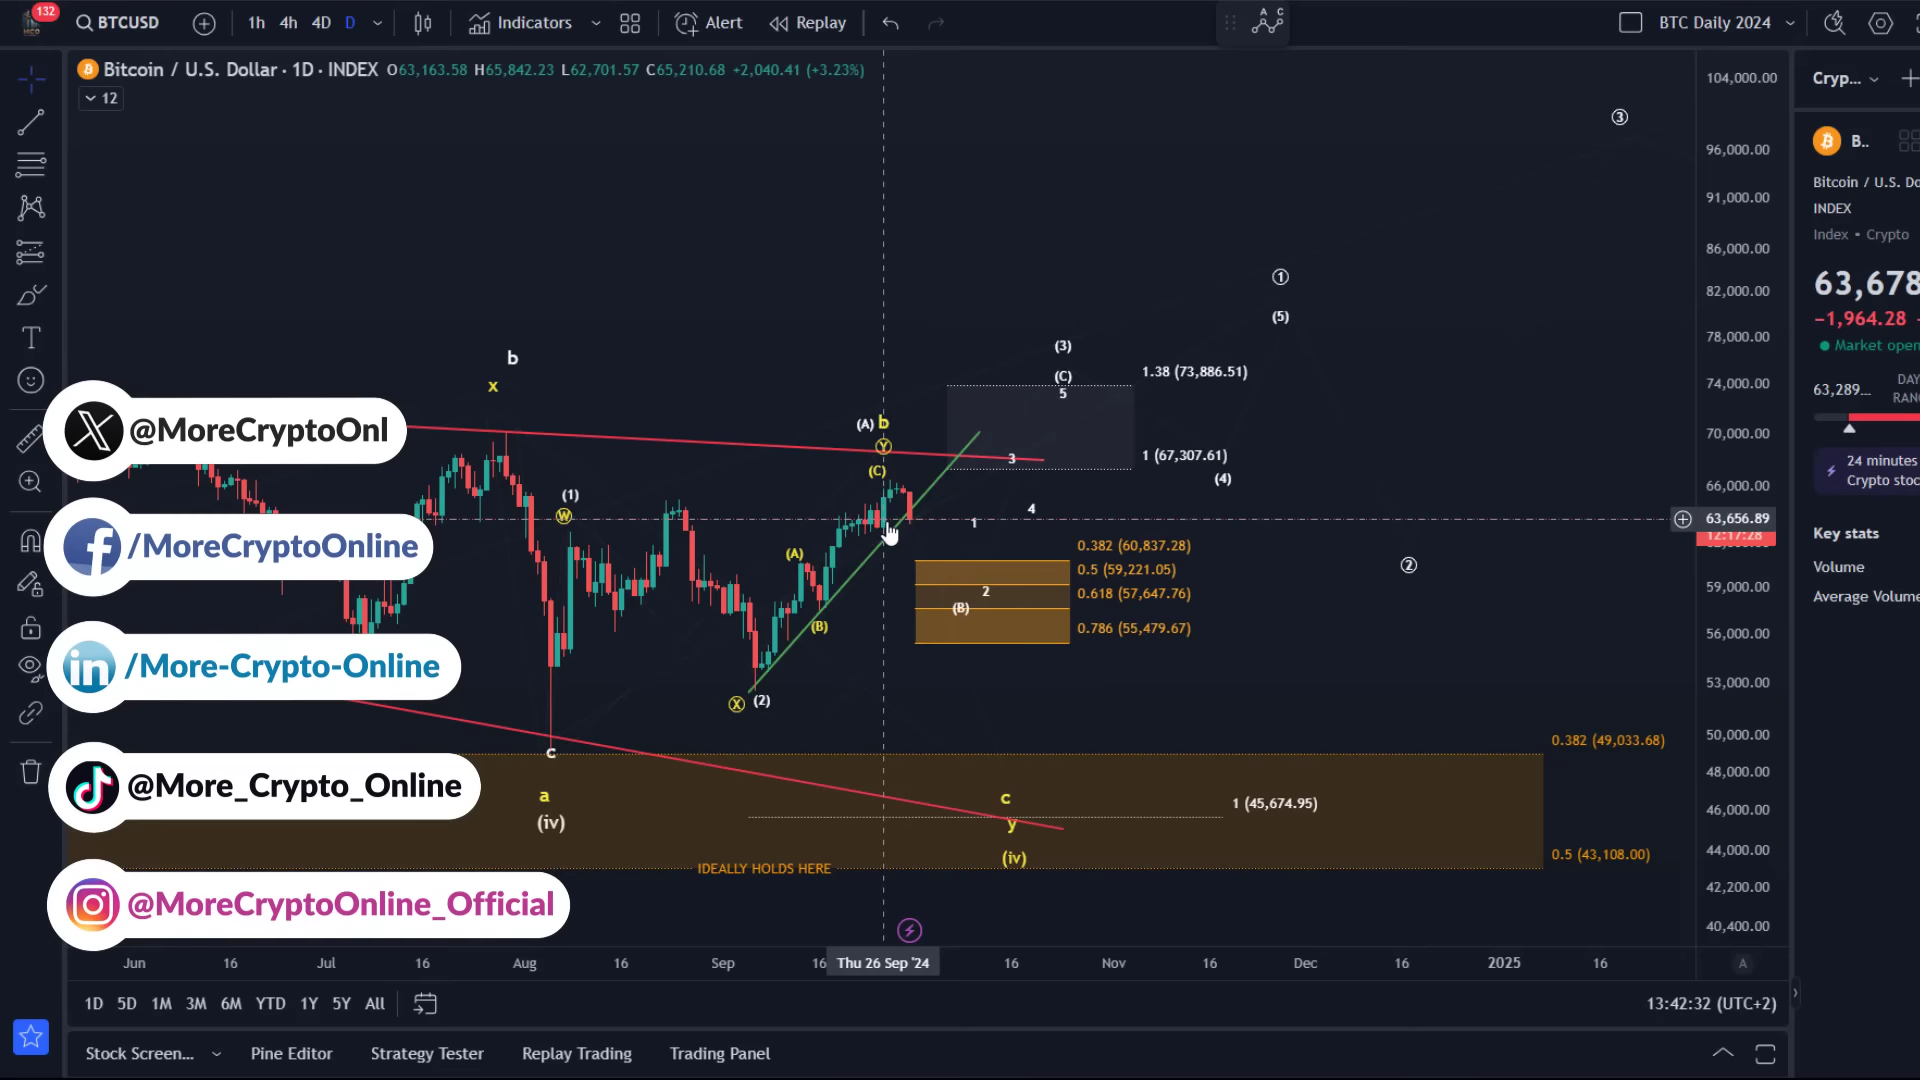 132
BTCUSD
1h 4h 4D D
Indicators
Alert
Replay
A C
BTC Daily 2024
Bitcoin / U.S. Dollar · 1D · INDEX O63,163.58 H65,842.23 L62,701.57 C65,210.68 +2,040.41 (+3.23%)
12
104,000.00
96,000.00
91,000.00
86,000.00
82,000.00
78,000.00
74,000.00
70,000.00
66,000.00
63,656.89
12:17:28
59,000.00
56,000.00
53,000.00
50,000.00
48,000.00
46,000.00
44,000.00
42,200.00
40,400.00
Cryp...
B..
Bitcoin / U.S. Do
INDEX
Index • Crypto
63,678
−1,964.28
Market open
63,289...
DAY
RAN
24 minutes
Crypto stoc
Key stats
Volume
Average Volume
③
①
(5)
(3)
(C)
5
1.38 (73,886.51)
b
x
(A) b
Y
(C)
3
1 (67,307.61)
(4)
(1)
W
4
1
(A)
0.382 (60,837.28)
0.5 (59,221.05)
2
0.618 (57,647.76)
(B)
(B)
0.786 (55,479.67)
②
X (2)
0.382 (49,033.68)
c
a
(iv)
c
1 (45,674.95)
y
(iv)
0.5 (43,108.00)
IDEALLY HOLDS HERE
@MoreCryptoOnl
/MoreCryptoOnline
in /More-Crypto-Online
@More_Crypto_Online
@MoreCryptoOnline_Official
Jun 16 Jul 16 Aug 16 Sep 16 Thu 26 Sep '24 16 Nov 16 Dec 16 2025 16 A
1D 5D 1M 3M 6M YTD 1Y 5Y All
13:42:32 (UTC+2)
Stock Screen... Pine Editor Strategy Tester Replay Trading Trading Panel